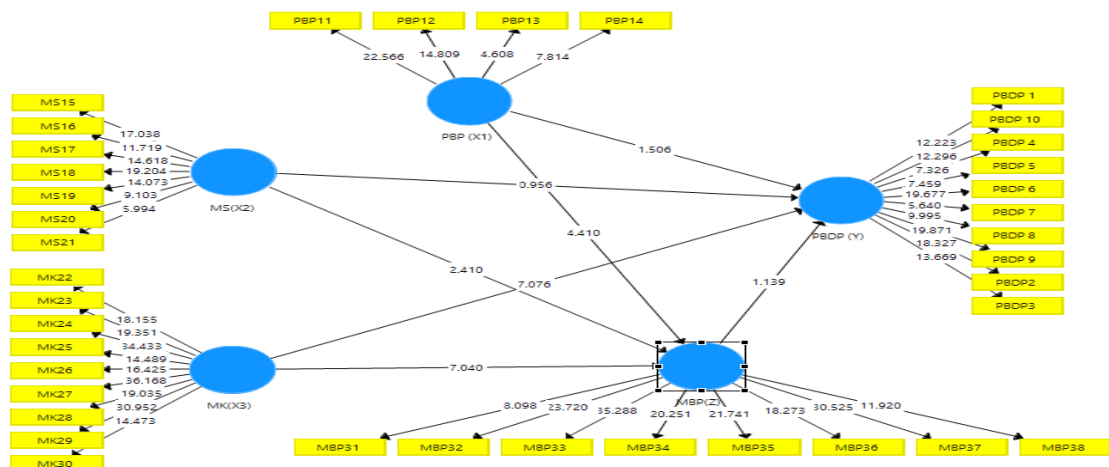 PBP11
PBP12
PBP13
PBP14
22.566
14.809
4.608
7.814
PBP (X1)
MS15
MS16
MS17
MS18
MS19
MS20
MS21
17.038
11.719
14.618
19.204
14.073
9.103
5.994
MS(X2)
MK22
MK23
MK24
MK25
MK26
MK27
MK28
MK29
MK30
18.155
19.351
34.433
14.489
16.425
36.168
19.035
30.952
14.473
MK(X3)
1.506
0.956
4.410
2.410
7.076
7.040
1.139
PBDP (Y)
12.223
12.296
7.326
7.459
19.677
5.640
9.995
19.871
18.327
13.669
PBDP 1
PBDP 10
PBDP 4
PBDP 5
PBDP 6
PBDP 7
PBDP 8
PBDP 9
PBDP2
PBDP3
MBP(Z)
8.098
23.720
35.288
20.251
21.741
18.273
30.525
11.920
MBP31
MBP32
MBP33
MBP34
MBP35
MBP36
MBP37
MBP38